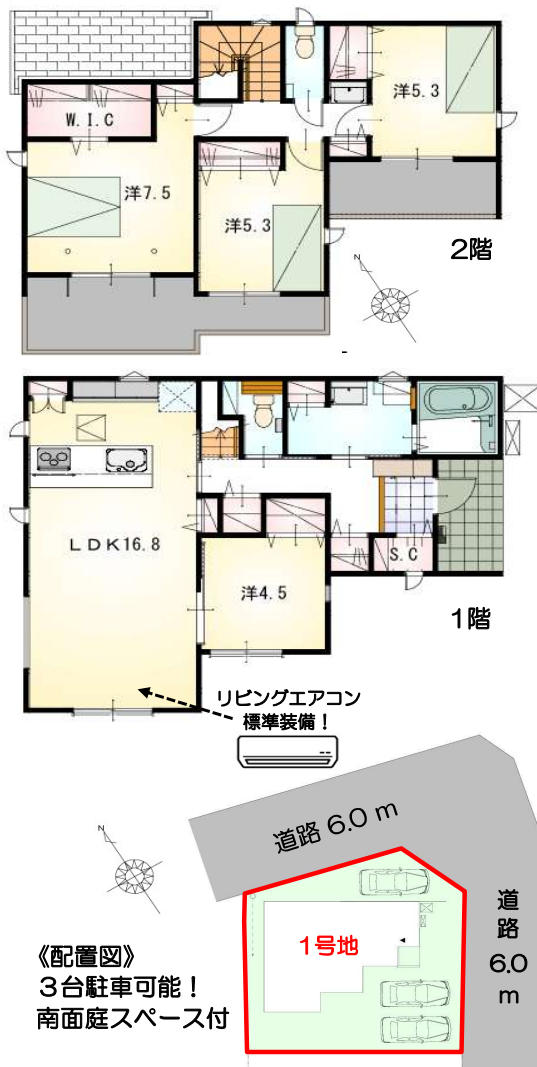 W.I.C
洋5.3
洋7.5
洋5.3
2階
N
LDK16.8
S.C
洋4.5
1階
リビングエアコン
標準装備！
道路 6.0 m
N
1号地
道路
6.0
m
《配置図》
3台駐車可能！
南面庭スペース付